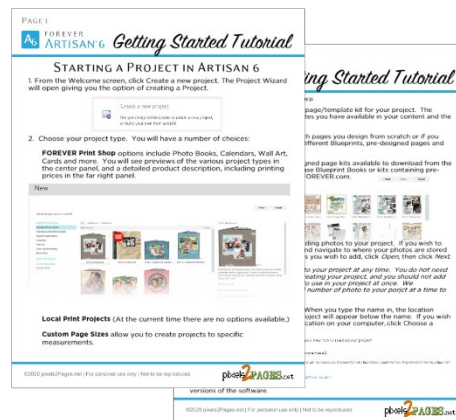 PAGE 1
A6 FOREVER
ARTISAN 6 Getting Started Tutorial
STARTING A PROJECT IN ARTISAN 6
1. From the Welcome screen, click Create a new project. The Project Wizard
will open giving you the option of creating a Project.
Create a new project
2. Choose your project type. You will have a number of choices:
FOREVER Print Shop options include Photo Books, Calendars, Wall Art,
Cards and more. You will see previews of the various project types in
the center panel, and a detailed product description, including printing
prices in the far right panel.
New
Local Print Projects (At the current time there are no options available.)
Custom Page Sizes allow you to create projects to specific
measurements.
©2020 pixels2Pages.net | For personal use only | Not to be reproduced
pixels2PAGES.net
ing Started Tutorial
page/template kit for your project. The
tes you have available in your content and the
h pages you design from scratch or if you
ifferent Blueprints, pre-designed pages and
gned page kits available to download from the
ase Blueprint Books or kits containing pre-
OREVER.com.
ding photos to your project. If you wish to
nd navigate to where your photos are stored
s you wish to add, click Open, then click Next.
o your project at any time. You do not need
reating your project, and you should not add
o use in your project at once. We
number of photo to your porject at a time to
When you type the name in, the location
oject will appear below the name. If you wish
cation on your computer, click Choose a
versions of the software.
©2020 pixels2Pages.net | For personal use only | Not to be reproduced
pixels2PAGES.net